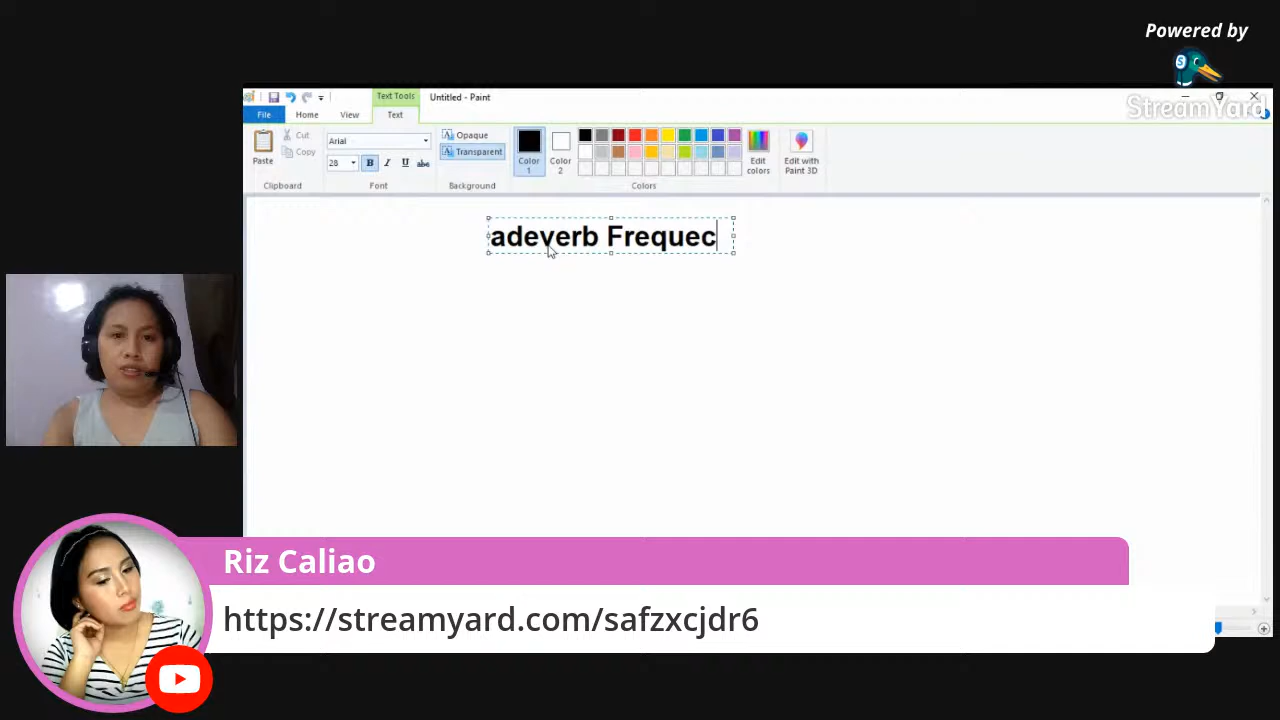 Powered by
StreamYard
Text Tools
Untitled - Paint
File
Home
View
Text
Paste
Cut
Copy
Clipboard
Arial
28
B
I
U
abc
Font
Opaque
Transparent
Background
Color 1
Color 2
Colors
Edit colors
Edit with Paint 3D
adeverb Frequec
Riz Caliao
https://streamyard.com/safzxcjdr6